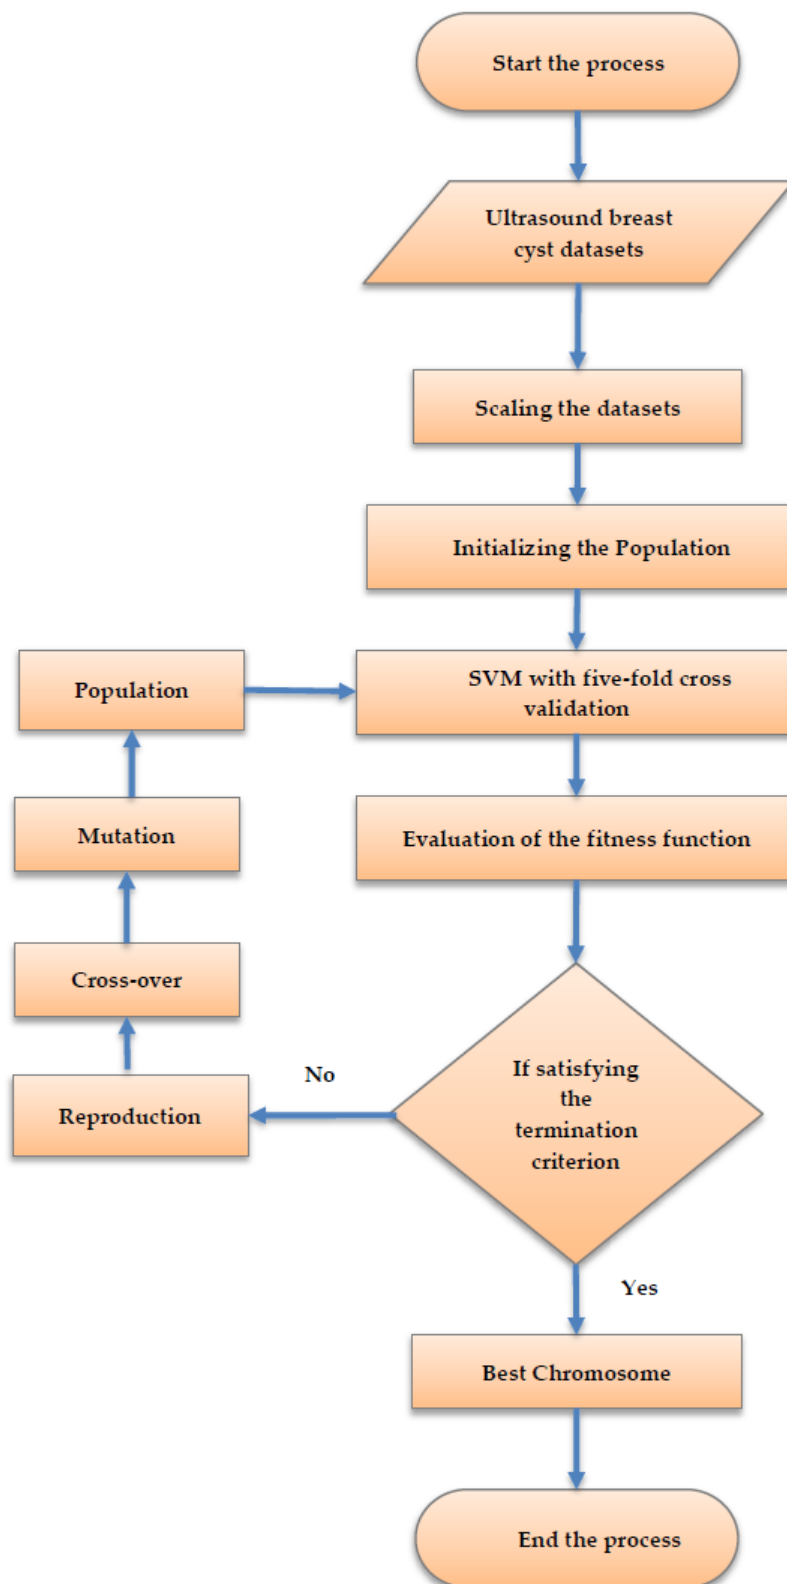 Start the process
Ultrasound breast
cyst datasets
Scaling the datasets
Initializing the Population
Population
SVM with five-fold cross
validation
Mutation
Evaluation of the fitness function
Cross-over
No
If satisfying
the
termination
criterion
Reproduction
Yes
Best Chromosome
End the process